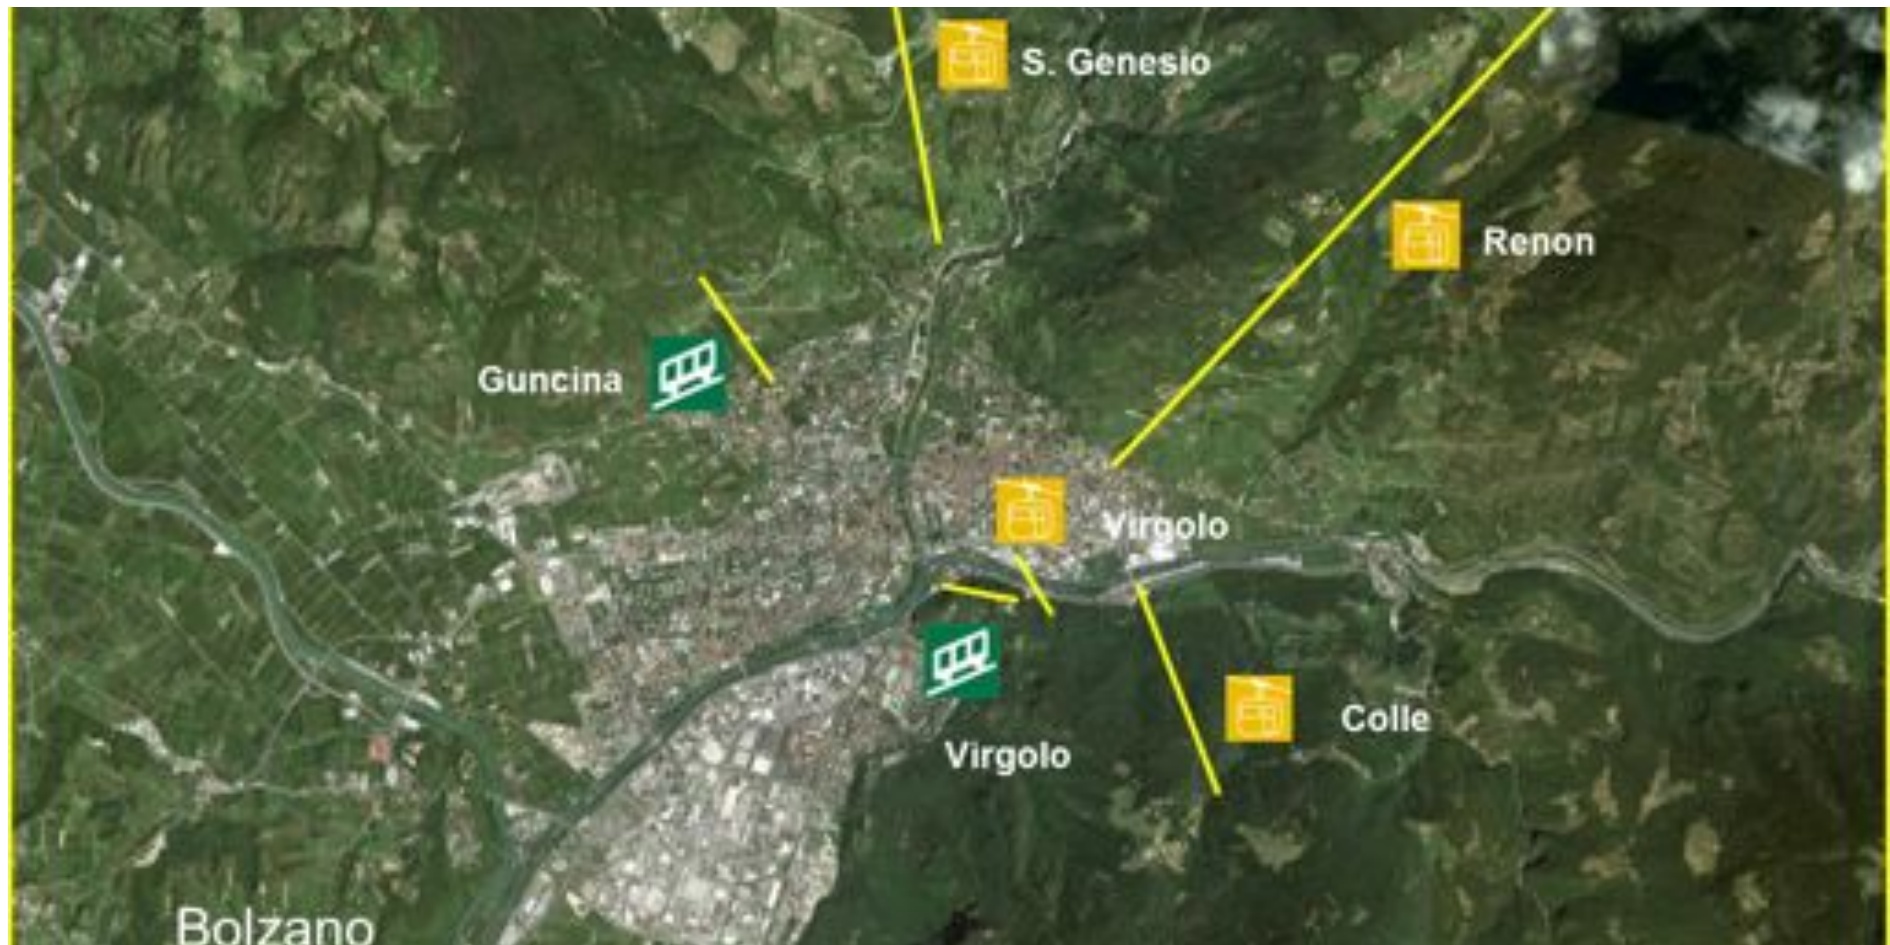 S. Genesio
Renon
Guncina
Virgolo
Colle
Virgolo
Bolzano